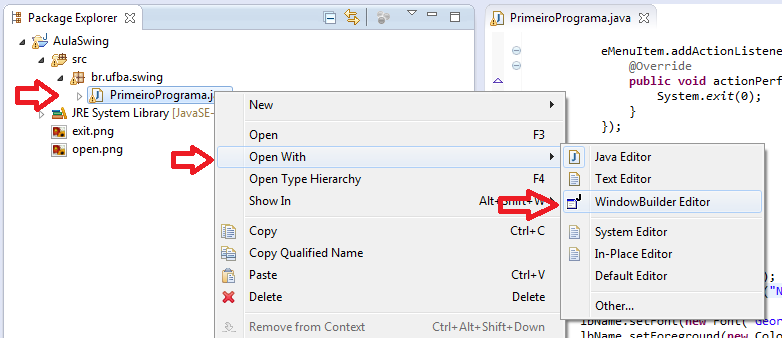 Package Explorer
AulaSwing
src
br.ufba.swing
PrimeiroPrograma.j
JRE System Library [JavaSE-
exit.png
open.png
New
Open F3
Open With
Open Type Hierarchy F4
Show In Alt+Shift+W
Copy Ctrl+C
Copy Qualified Name
Paste Ctrl+V
Delete Delete
Remove from Context Ctrl+Alt+Shift+Down
Java Editor
Text Editor
WindowBuilder Editor
System Editor
In-Place Editor
Default Editor
Other...
PrimeiroPrograma.java
eMenuItem.addActionListene
@Override
public void actionPerf
System.exit(0);
}
});
);
("N
lbName.setFont(new Font("Georg
lbName.setForeground(new Colo